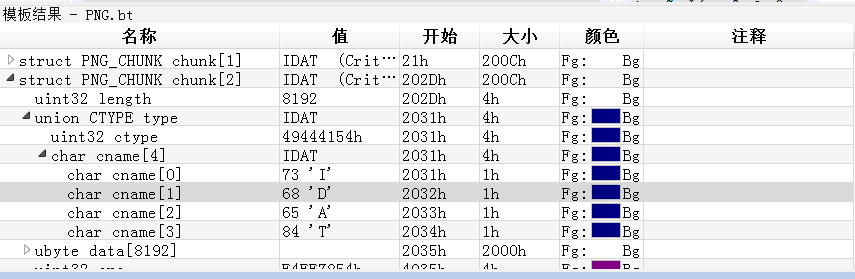 模板结果 - PNG.bt
名称 值 开始 大小 颜色 注释
struct PNG_CHUNK chunk[1] IDAT (Crit… 21h 200Ch Fg: Bg
struct PNG_CHUNK chunk[2] IDAT (Crit… 202Dh 200Ch Fg: Bg
uint32 length 8192 202Dh 4h Fg: Bg
union CTYPE type IDAT 2031h 4h Fg: Bg
uint32 ctype 49444154h 2031h 4h Fg: Bg
char cname[4] IDAT 2031h 4h Fg: Bg
char cname[0] 73 'I' 2031h 1h Fg: Bg
char cname[1] 68 'D' 2032h 1h Fg: Bg
char cname[2] 65 'A' 2033h 1h Fg: Bg
char cname[3] 84 'T' 2034h 1h Fg: Bg
ubyte data[8192] 2035h 2000h Fg: Bg
uint32 crc 4035h 4h Fg: Bg